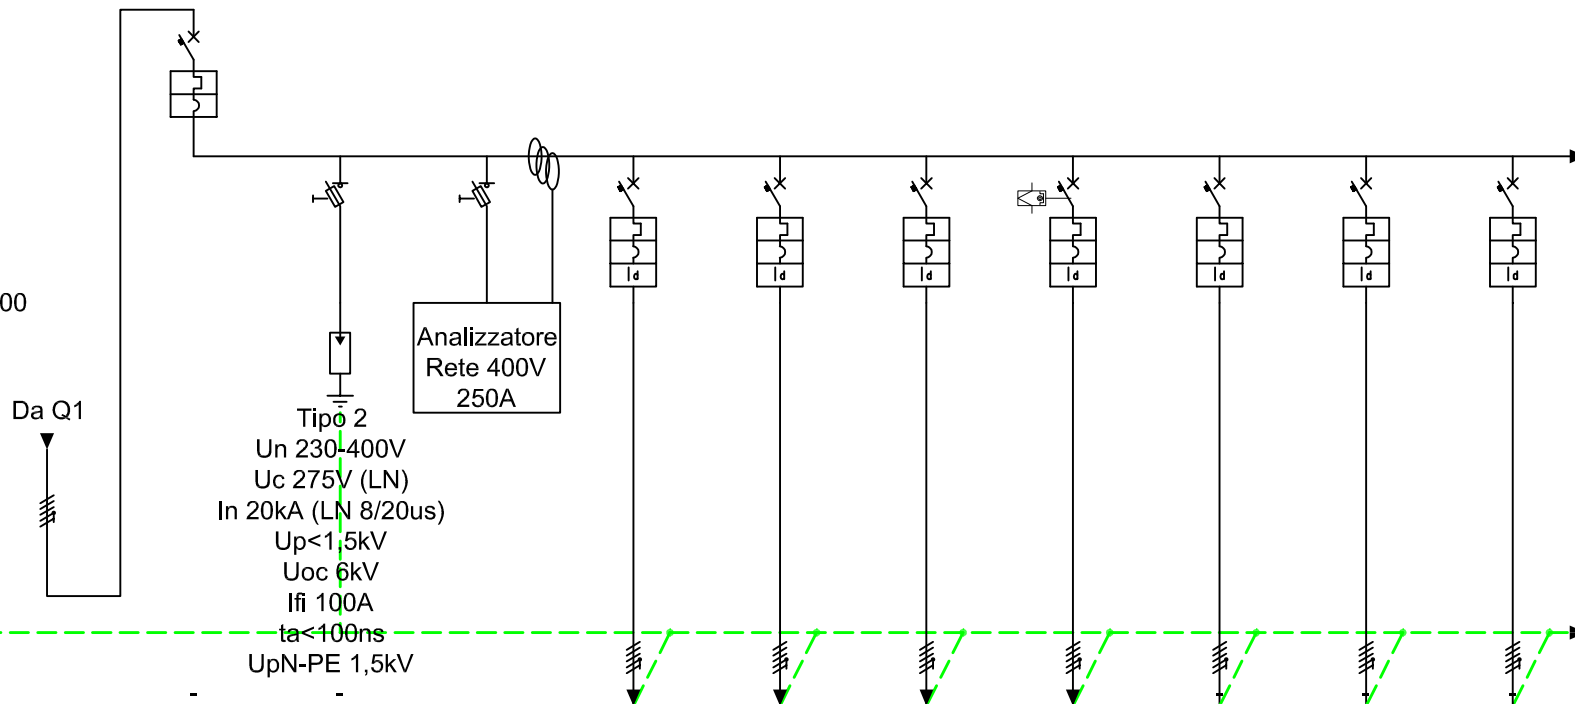 00
Da Q1
Analizzatore
Rete 400V
250A
Tipo 2
Un 230-400V
Uc 275V (LN)
In 20kA (LN 8/20us)
Up<1,5kV
Uoc 6kV
Ifi 100A
ta<100ns
UpN-PE 1,5kV
Id
Id
Id
Id
Id
Id
Id
-
-